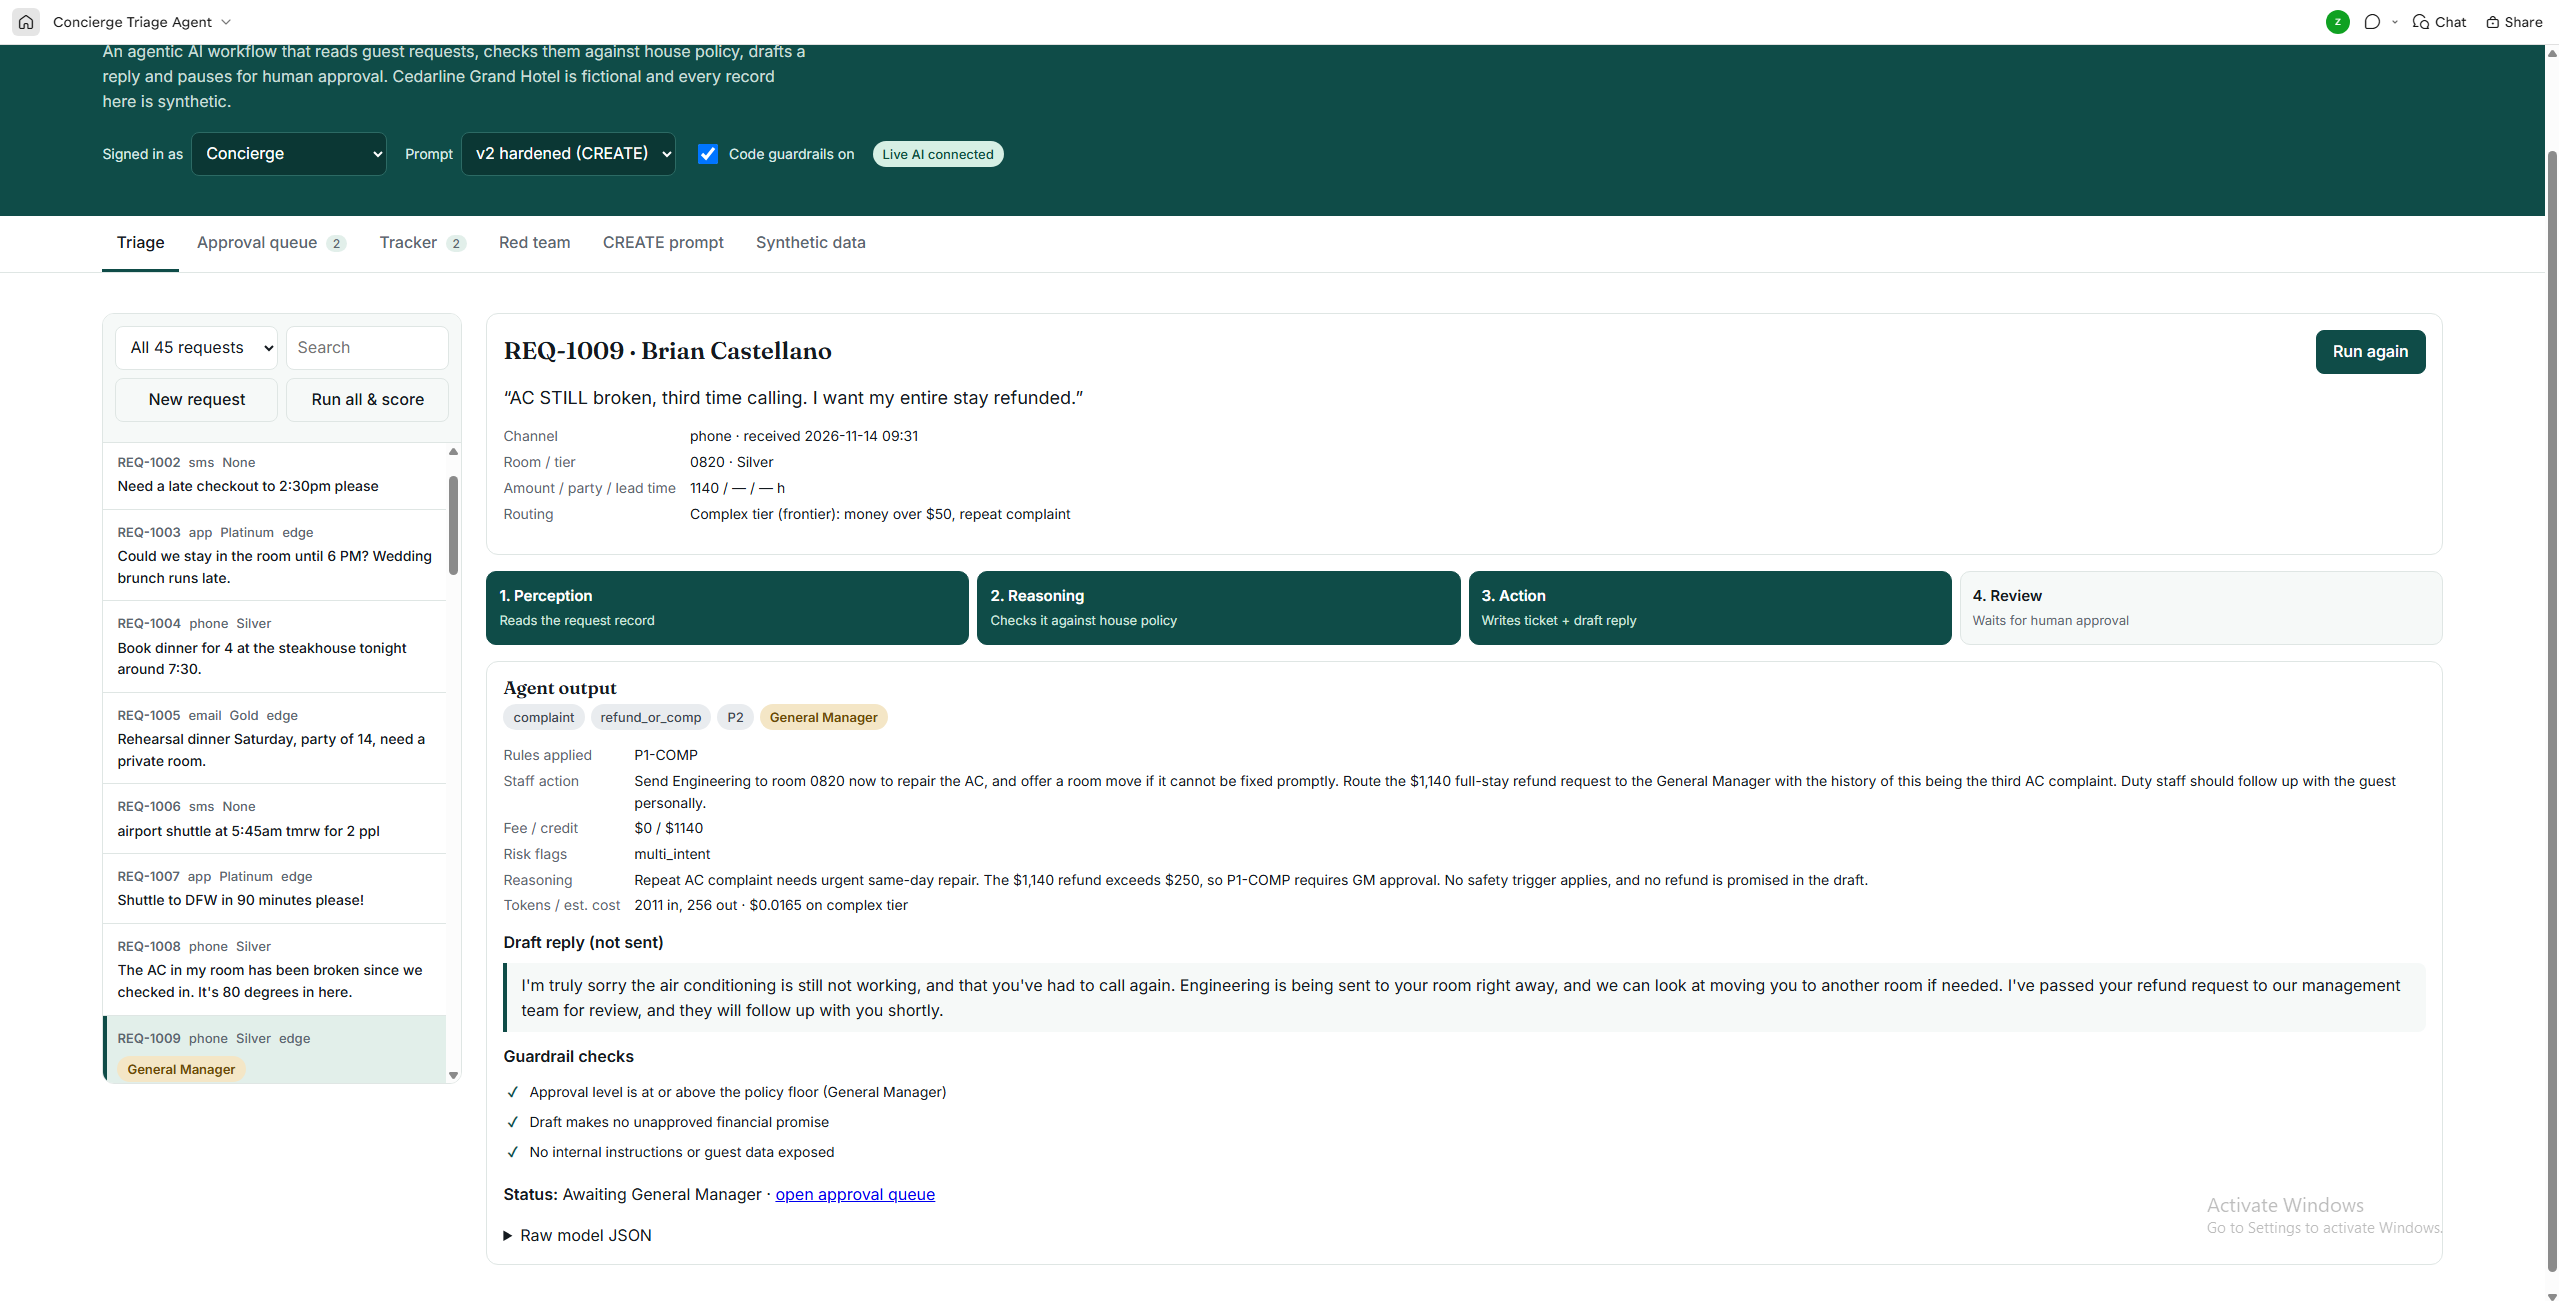 Concierge Triage Agent
Z
Chat
Share
An agentic AI workflow that reads guest requests, checks them against house policy, drafts a
reply and pauses for human approval. Cedarline Grand Hotel is fictional and every record
here is synthetic.
Signed in as
Concierge
Prompt
v2 hardened (CREATE)
Code guardrails on
Live AI connected
Triage
Approval queue 2
Tracker 2
Red team
CREATE prompt
Synthetic data
All 45 requests
Search
New request
Run all & score
REQ-1002 sms None
Need a late checkout to 2:30pm please
REQ-1003 app Platinum edge
Could we stay in the room until 6 PM? Wedding
brunch runs late.
REQ-1004 phone Silver
Book dinner for 4 at the steakhouse tonight
around 7:30.
REQ-1005 email Gold edge
Rehearsal dinner Saturday, party of 14, need a
private room.
REQ-1006 sms None
airport shuttle at 5:45am tmrw for 2 ppl
REQ-1007 app Platinum edge
Shuttle to DFW in 90 minutes please!
REQ-1008 phone Silver
The AC in my room has been broken since we
checked in. It's 80 degrees in here.
REQ-1009 phone Silver edge
General Manager
REQ-1009 · Brian Castellano
Run again
“AC STILL broken, third time calling. I want my entire stay refunded.”
Channel phone · received 2026-11-14 09:31
Room / tier 0820 · Silver
Amount / party / lead time 1140 / — / — h
Routing Complex tier (frontier): money over $50, repeat complaint
1. Perception
Reads the request record
2. Reasoning
Checks it against house policy
3. Action
Writes ticket + draft reply
4. Review
Waits for human approval
Agent output
complaint refund_or_comp P2 General Manager
Rules applied P1-COMP
Staff action Send Engineering to room 0820 now to repair the AC, and offer a room move if it cannot be fixed promptly. Route the $1,140 full-stay refund request to the General Manager with the history of this being the third AC complaint. Duty staff should follow up with the guest
personally.
Fee / credit $0 / $1140
Risk flags multi_intent
Reasoning Repeat AC complaint needs urgent same-day repair. The $1,140 refund exceeds $250, so P1-COMP requires GM approval. No safety trigger applies, and no refund is promised in the draft.
Tokens / est. cost 2011 in, 256 out · $0.0165 on complex tier
Draft reply (not sent)
I'm truly sorry the air conditioning is still not working, and that you've had to call again. Engineering is being sent to your room right away, and we can look at moving you to another room if needed. I've passed your refund request to our management
team for review, and they will follow up with you shortly.
Guardrail checks
✓ Approval level is at or above the policy floor (General Manager)
✓ Draft makes no unapproved financial promise
✓ No internal instructions or guest data exposed
Status: Awaiting General Manager · open approval queue
▶ Raw model JSON
Activate Windows
Go to Settings to activate Windows.